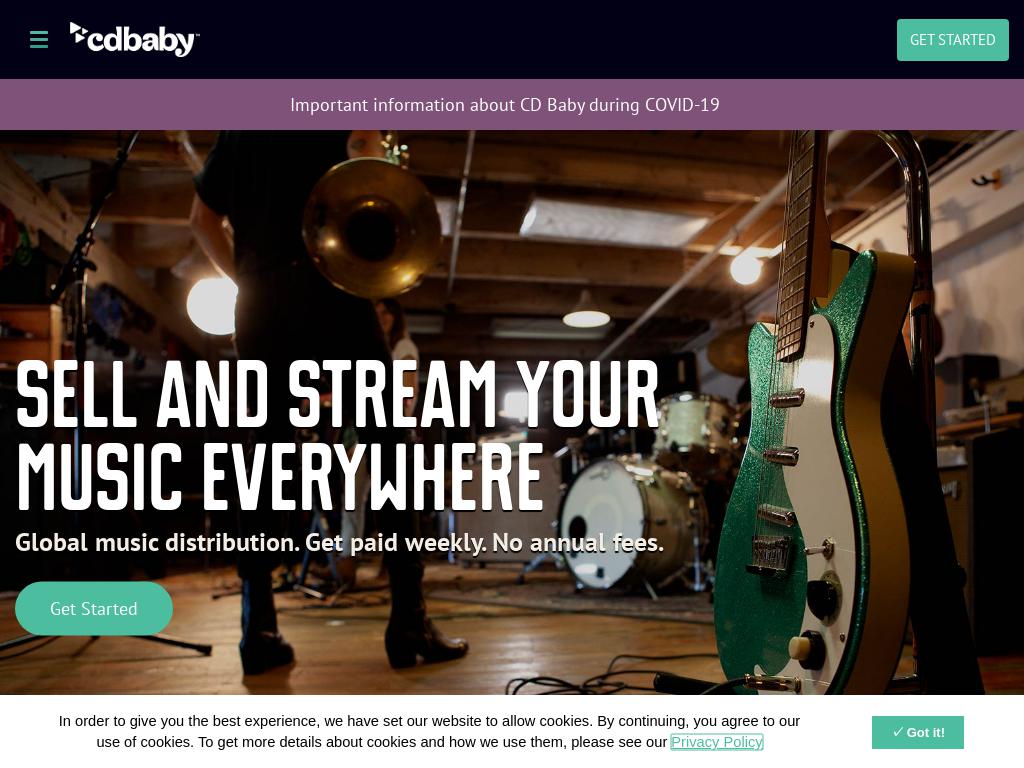 cdbaby
GET STARTED
Important information about CD Baby during COVID-19
SELL AND STREAM YOUR
MUSIC EVERYWHERE
Global music distribution. Get paid weekly. No annual fees.
Get Started
In order to give you the best experience, we have set our website to allow cookies. By continuing, you agree to our
use of cookies. To get more details about cookies and how we use them, please see our Privacy Policy
✓ Got it!